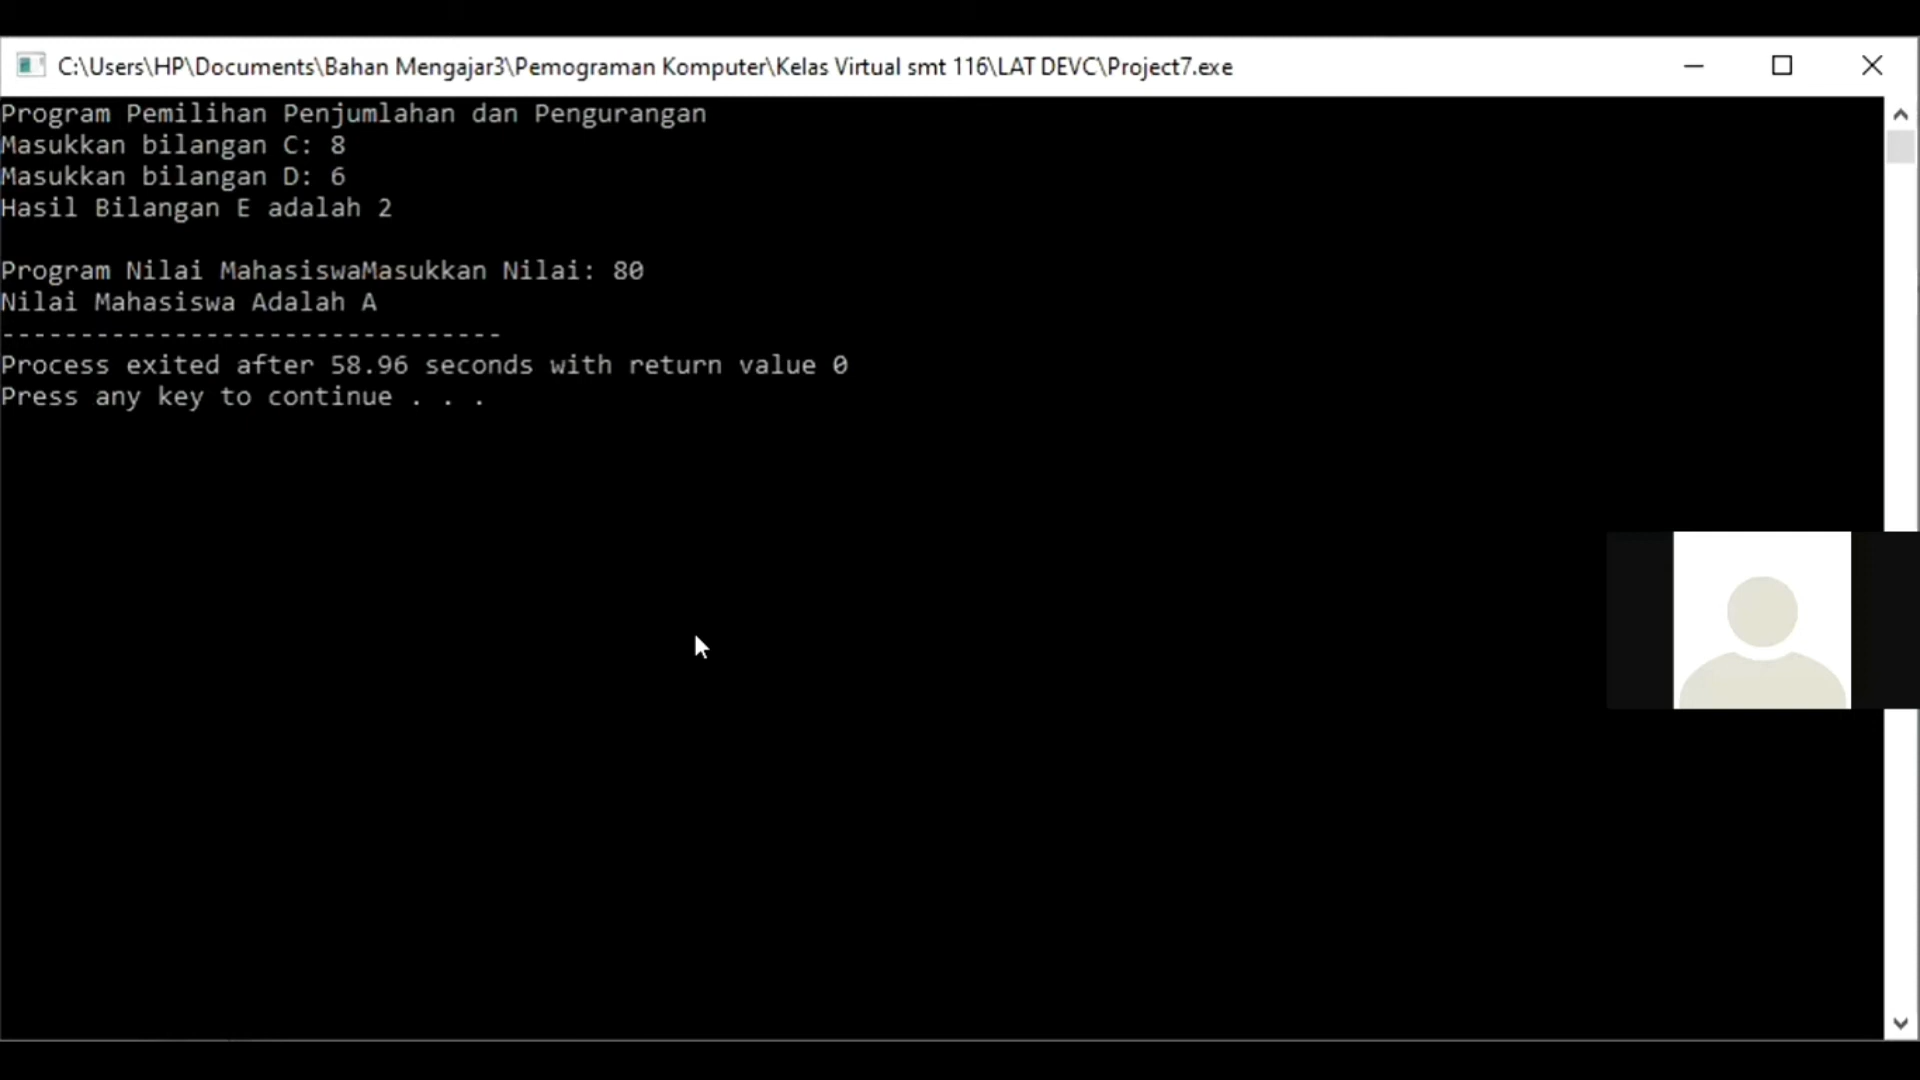 C:\Users\HP\Documents\Bahan Mengajar3\Pemograman Komputer\Kelas Virtual smt 116\LAT DEVC\Project7.exe
Program Pemilihan Penjumlahan dan Pengurangan
Masukkan bilangan C: 8
Masukkan bilangan D: 6
Hasil Bilangan E adalah 2
Program Nilai MahasiswaMasukkan Nilai: 80
Nilai Mahasiswa Adalah A
--------------------------------
Process exited after 58.96 seconds with return value 0
Press any key to continue . . .